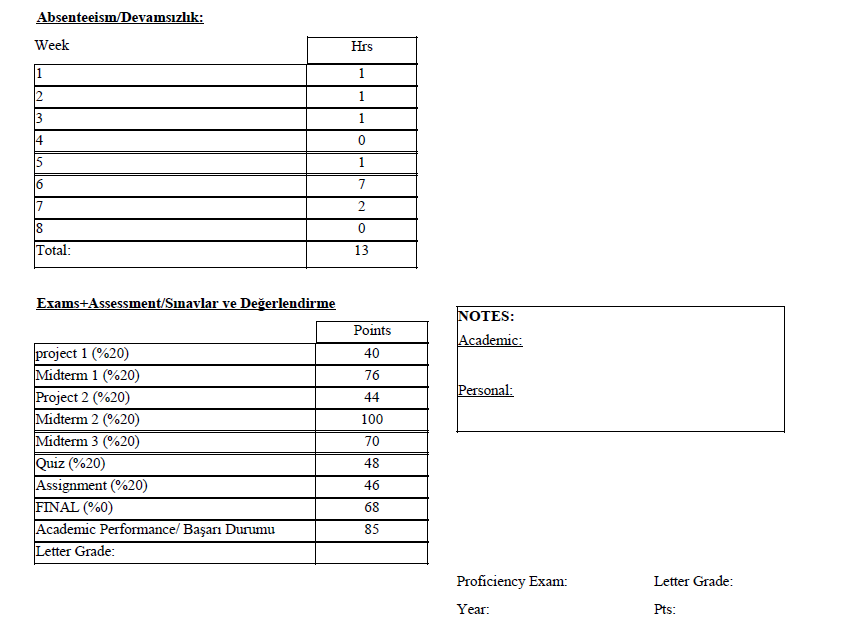 Absenteeism/Devamsızlık:
Week Hrs
1 1
2 1
3 1
4 0
5 1
6 7
7 2
8 0
Total: 13
Exams+Assessment/Sınavlar ve Değerlendirme
Points
project 1 (%20) 40
Midterm 1 (%20) 76
Project 2 (%20) 44
Midterm 2 (%20) 100
Midterm 3 (%20) 70
Quiz (%20) 48
Assignment (%20) 46
FINAL (%0) 68
Academic Performance/ Başarı Durumu 85
Letter Grade:
NOTES:
Academic:
Personal:
Proficiency Exam: Letter Grade:
Year: Pts: